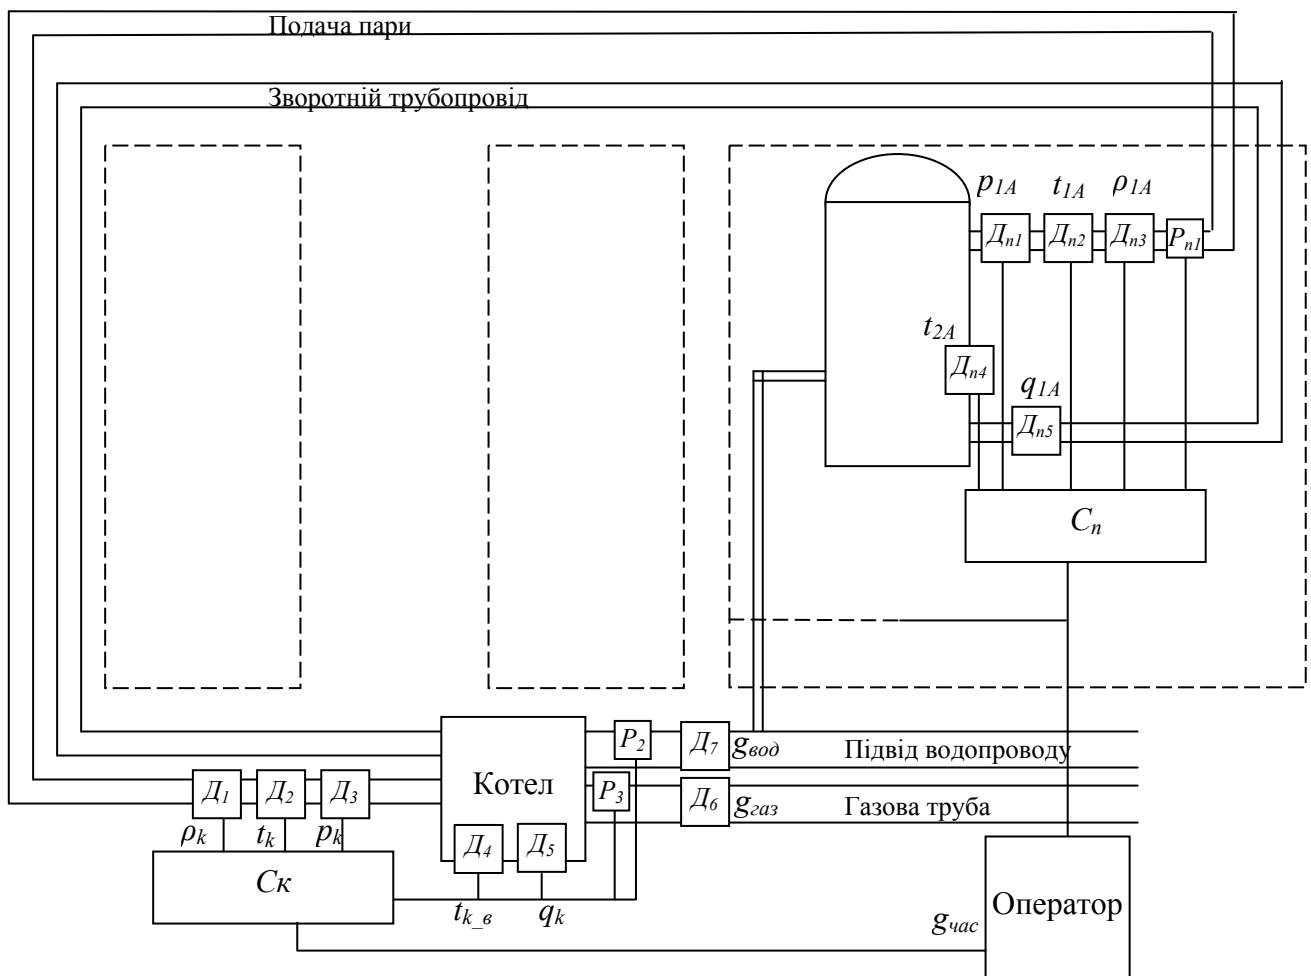 Подача пари
Зворотній трубопровід
p1A
t1A
ρ1A
Дп1
Дп2
Дп3
Рп1
t2A
Дп4
q1A
Дп5
Сп
Котел
Р2
Д7
gвод
Підвід водопроводу
Р3
Д6
gгаз
Газова труба
Д1
Д2
Д3
ρk
tk
pk
Д4
Д5
Ск
tk_в
qk
gчас
Оператор